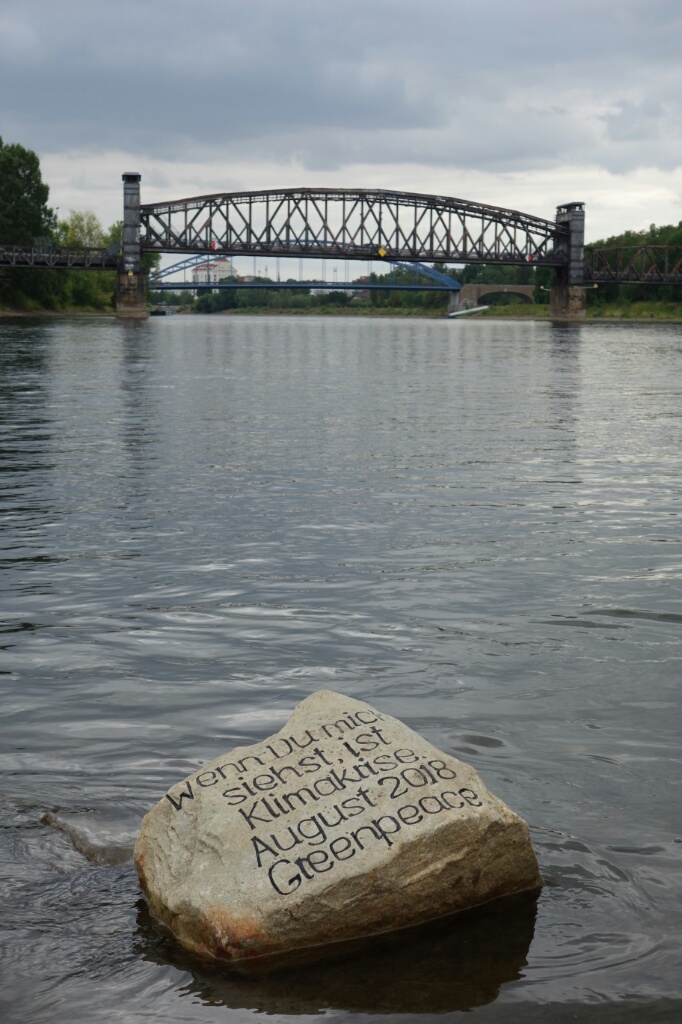 Wenn Du mich
siehst, ist
Klimakrise.
August 2018
Greenpeace